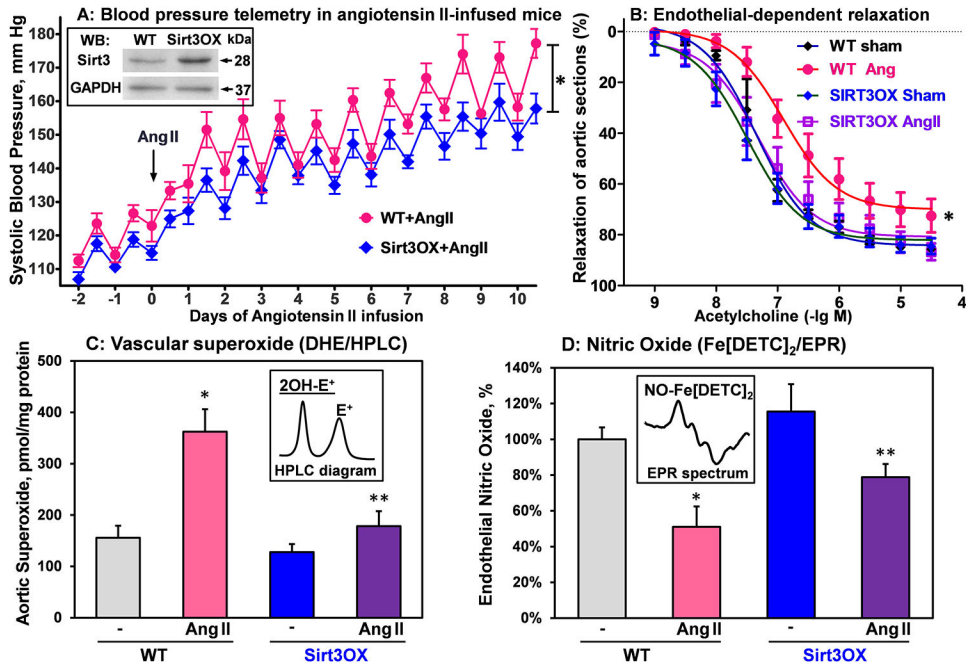 A: Blood pressure telemetry in angiotensin II-infused mice
Systolic Blood Pressure, mm Hg
180
170
160
150
140
130
120
110
WB: WT Sirt3OX kDa
Sirt3 28
GAPDH 37
Ang II
*
WT+AngII
Sirt3OX+AngII
-2 -1 0 1 2 3 4 5 6 7 8 9 10
Days of Angiotensin II infusion
B: Endothelial-dependent relaxation
Relaxation of aortic sections (%)
0
20
40
60
80
100
WT sham
WT Ang
SIRT3OX Sham
SIRT3OX AngII
*
9 8 7 6 5 4
Acetylcholine (-lg M)
C: Vascular superoxide (DHE/HPLC)
Aortic Superoxide, pmol/mg protein
500
400
300
200
100
0
*
**
2OH-E⁺
E⁺
HPLC diagram
- Ang II - Ang II
WT Sirt3OX
D: Nitric Oxide (Fe[DETC]₂/EPR)
Endothelial Nitric Oxide, %
140%
120%
100%
80%
60%
40%
20%
0%
NO-Fe[DETC]₂
EPR spectrum
*
**
- Ang II - Ang II
WT Sirt3OX